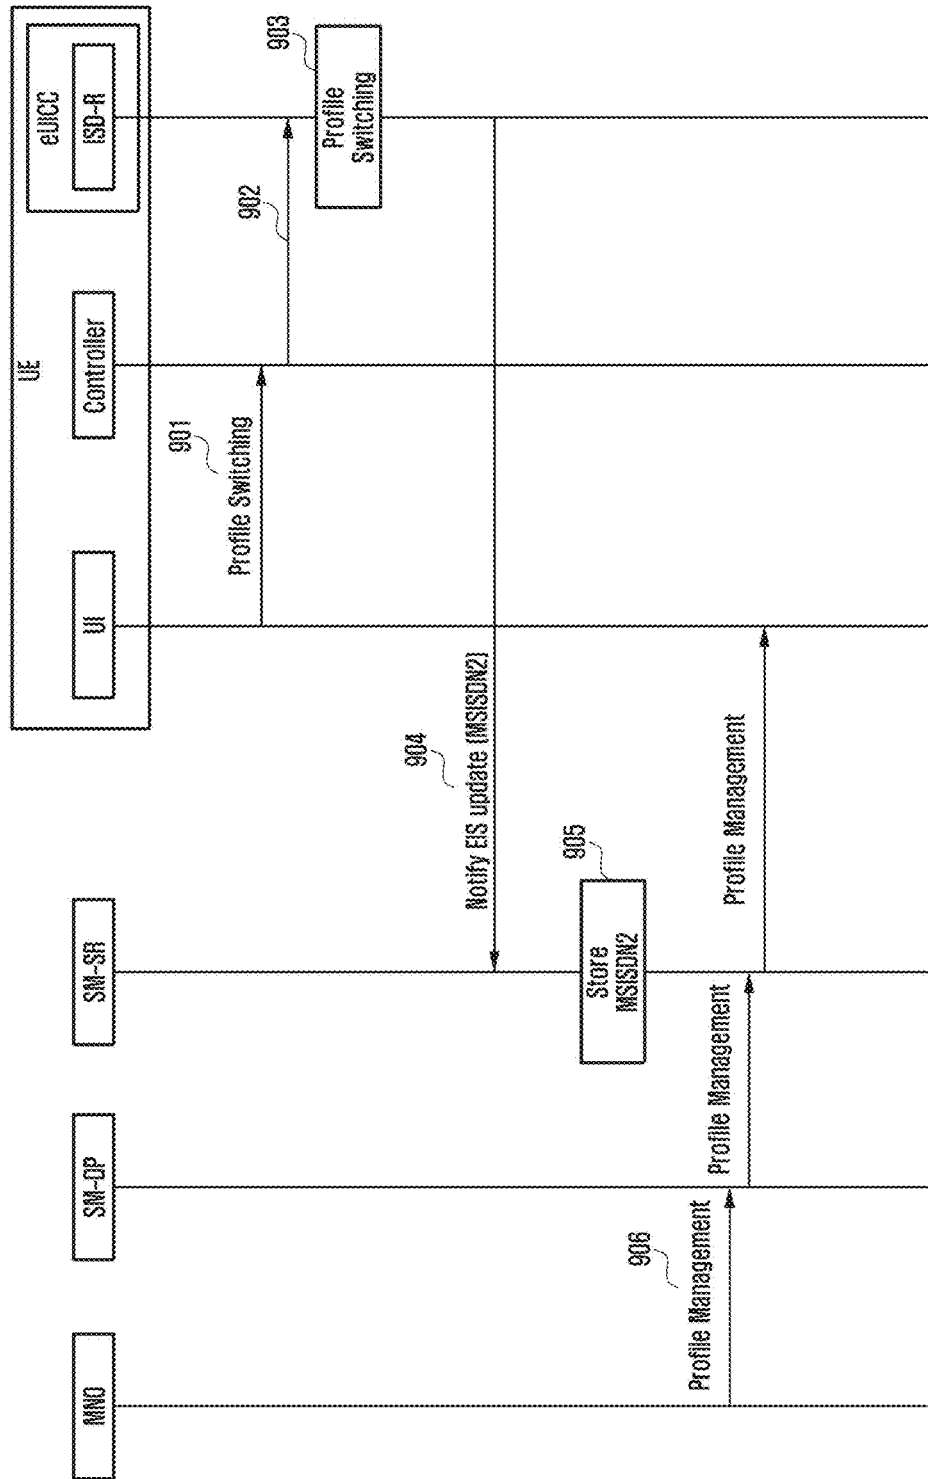 UE
eUICC
MNO
SM-DP
SM-SR
UI
Controller
ISD-R
901
Profile Switching
902
903
Profile
Switching
904
Notify EIS update (MSISDN2)
905
Store
MSISDN2
906
Profile Management
Profile Management
Profile Management